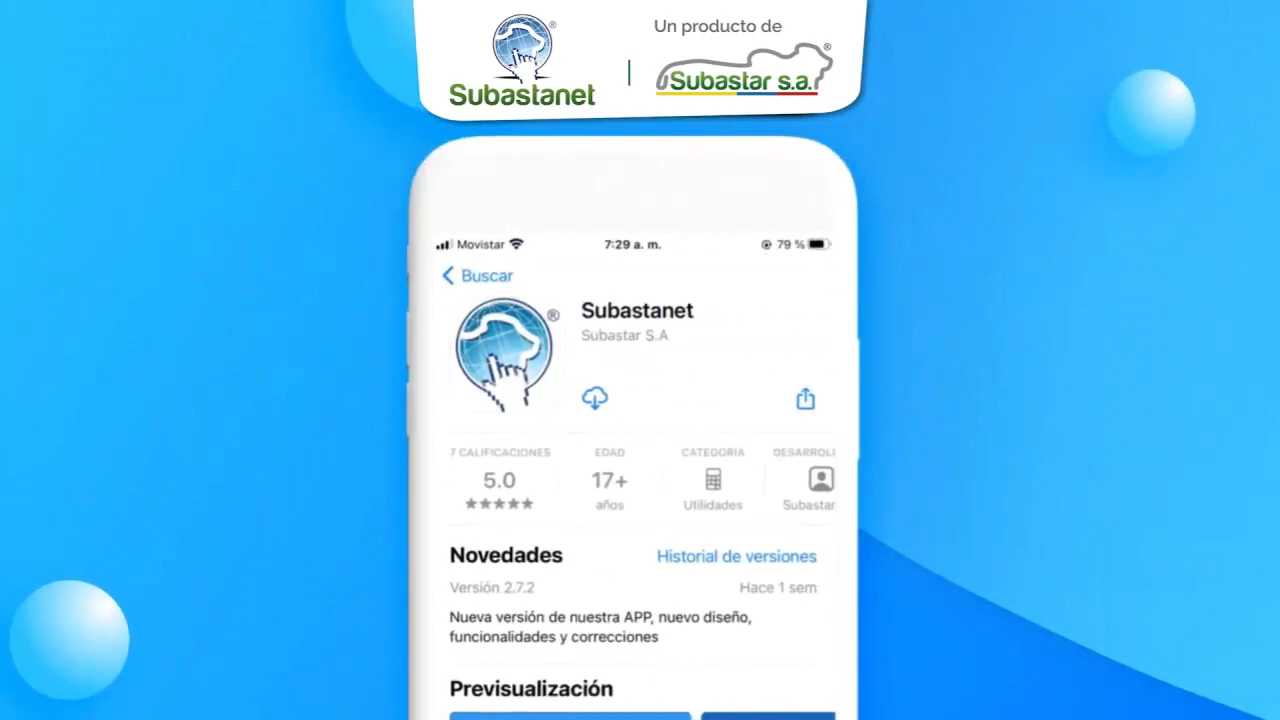 Subastanet
®
Un producto de
Subastar s.a.
®
Movistar
7:29 a. m.
79 %
Buscar
®
Subastanet
Subastar S.A
7 CALIFICACIONES
EDAD
CATEGORÍA
DESARROLL
5.0
17+
años
Utilidades
Subastar
Novedades
Historial de versiones
Versión 2.7.2
Hace 1 sem
Nueva versión de nuestra APP, nuevo diseño,
funcionalidades y correcciones
Previsualización